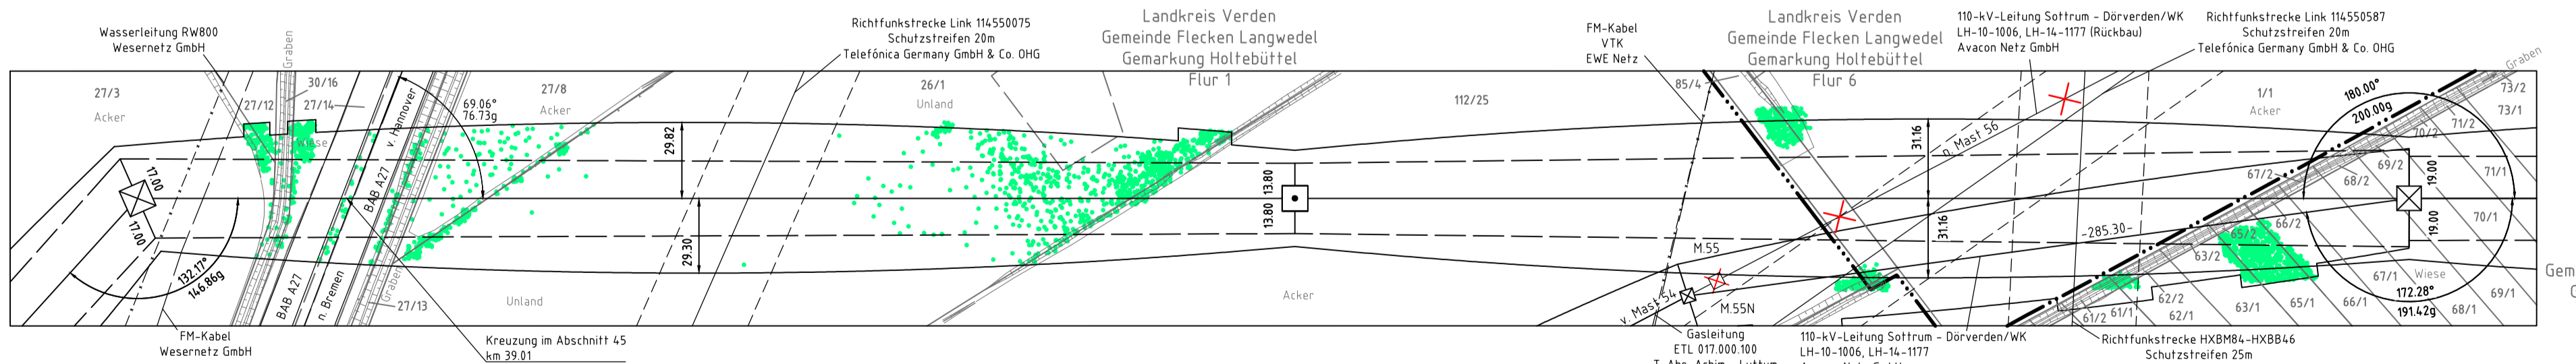 Wasserleitung RW800
Wesernetz GmbH
Graben
Richtfunkstrecke Link 114550075
Schutzstreifen 20m
Telefónica Germany GmbH & Co. OHG
Landkreis Verden
Gemeinde Flecken Langwedel
Gemarkung Holtebüttel
Flur 1
FM-Kabel
VTK
EWE Netz
Landkreis Verden
Gemeinde Flecken Langwedel
Gemarkung Holtebüttel
Flur 6
110-kV-Leitung Sottrum - Dörverden/WK
LH-10-1006, LH-14-1177 (Rückbau)
Avacon Netz GmbH
Richtfunkstrecke Link 114550587
Schutzstreifen 20m
Telefónica Germany GmbH & Co. OHG
Graben
27/3
Acker
30/16
27/12
27/14
Wiese
v. Hannover
BAB A27
69.06°
76.73g
27/8
Acker
26/1
Unland
112/25
85/4
1/1
Acker
180.00°
200.00g
73/2
73/1
71/2
70/2
69/2
68/2
67/2
71/1
70/1
17.00
17.00
29.82
29.30
13.80
13.80
31.16
31.16
n. Mast 56
19.00
19.00
-285.30-
66/2
65/2
63/2
132.17°
146.86g
BAB A27
n. Bremen
Graben
27/13
Unland
Acker
M.55
v. Mast 54
M.55N
62/2
61/1
61/2
62/1
63/1
65/1
66/1
67/1
Wiese
172.28°
191.42g
68/1
69/1
FM-Kabel
Wesernetz GmbH
Kreuzung im Abschnitt 45
km 39.01
Gasleitung
ETL 017.000.100
110-kV-Leitung Sottrum - Dörverden/WK
LH-10-1006, LH-14-1177
Richtfunkstrecke HXBM84-HXBB46
Schutzstreifen 25m
Gem